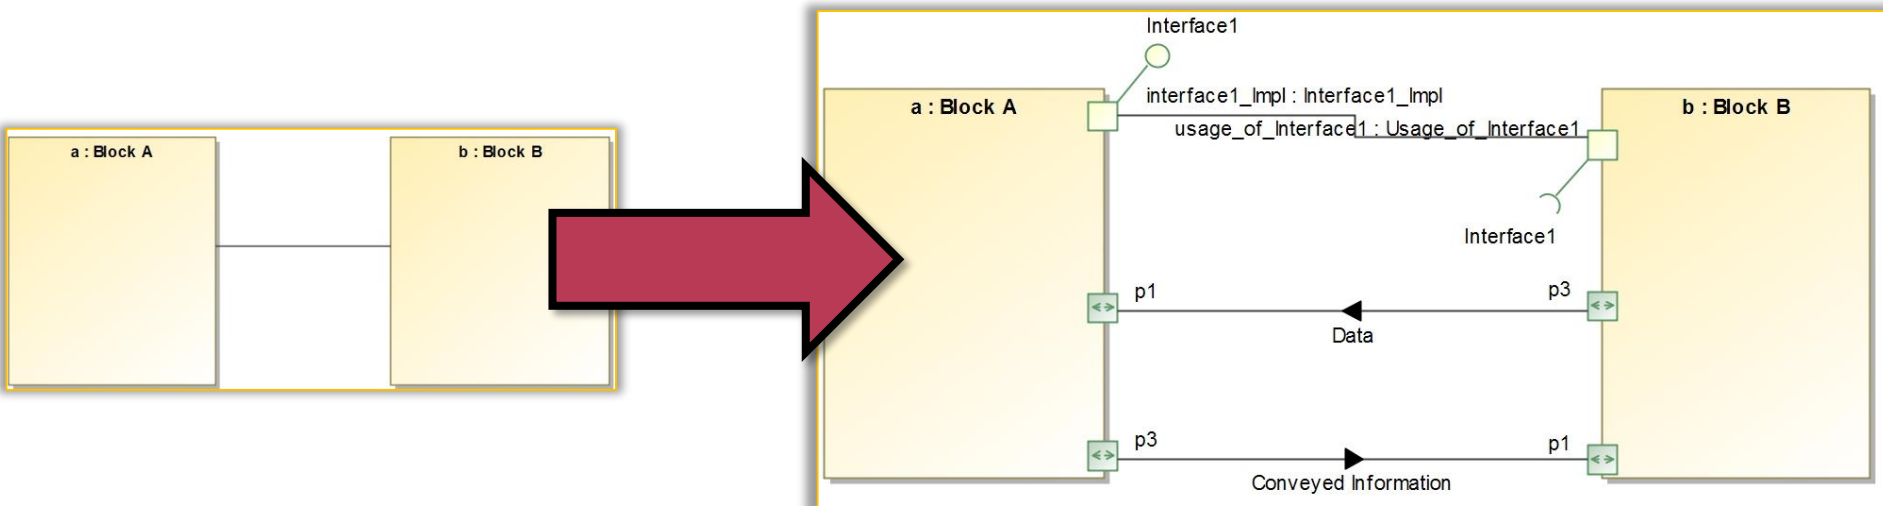 a : Block A
b : Block B
Interface1
a : Block A
interface1_Impl : Interface1_Impl
b : Block B
usage_of_Interface1 : Usage_of_Interface1
Interface1
p1
p3
Data
p3
p1
Conveyed Information